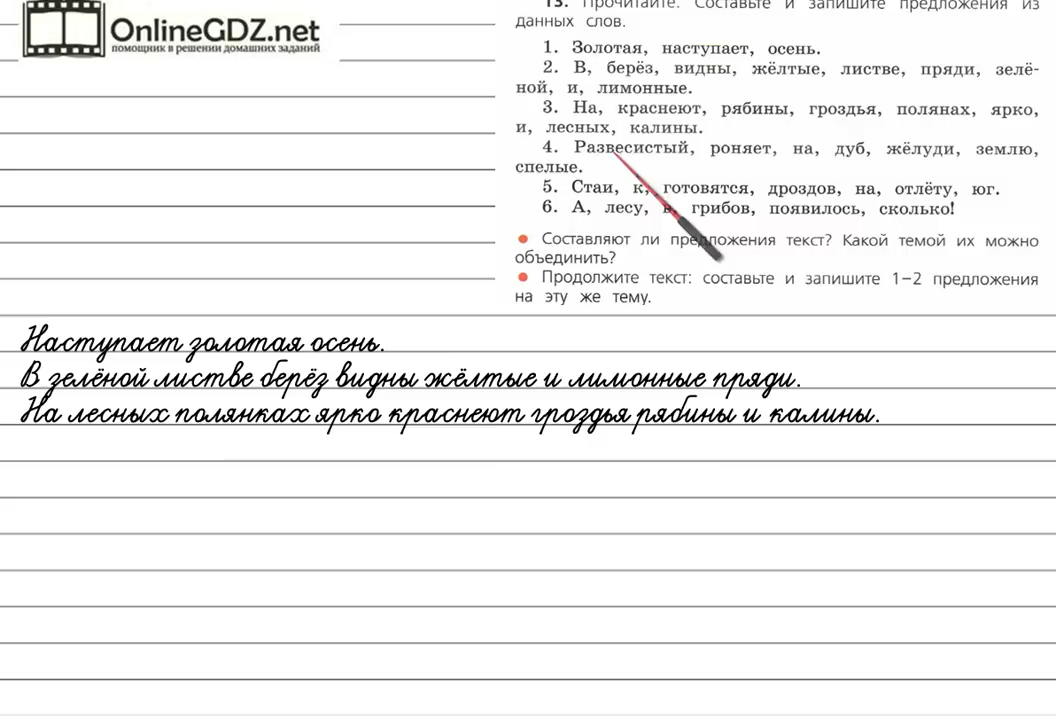 OnlineGDZ.net
помощник в решении домашних заданий
13. Прочитайте. Составьте и запишите предложения из
данных слов.
1. Золотая, наступает, осень.
2. В, берёз, видны, жёлтые, листве, пряди, зелё-
ной, и, лимонные.
3. На, краснеют, рябины, гроздья, полянах, ярко,
и, лесных, калины.
4. Развесистый, роняет, на, дуб, жёлуди, землю,
спелые.
5. Стаи, к, готовятся, дроздов, на, отлёту, юг.
6. А, лесу, в, грибов, появилось, сколько!
• Составляют ли предложения текст? Какой темой их можно
объединить?
• Продолжите текст: составьте и запишите 1–2 предложения
на эту же тему.
Наступает золотая осень.
В зелёной листве берёз видны жёлтые и лимонные пряди.
На лесных полянках ярко краснеют гроздья рябины и калины.